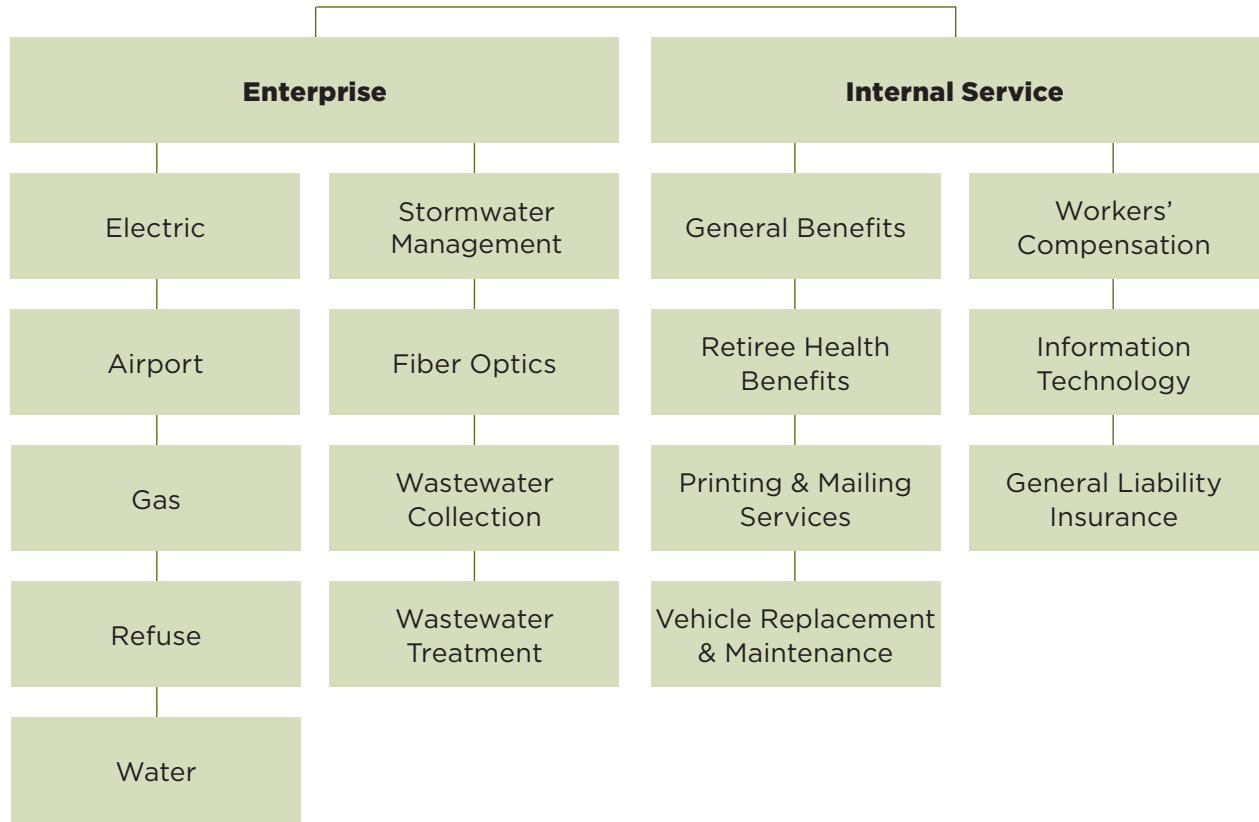 Enterprise
Internal Service
Electric
Airport
Gas
Refuse
Water
Stormwater
Management
Fiber Optics
Wastewater
Collection
Wastewater
Treatment
General Benefits
Retiree Health
Benefits
Printing & Mailing
Services
Vehicle Replacement
& Maintenance
Workers’
Compensation
Information
Technology
General Liability
Insurance